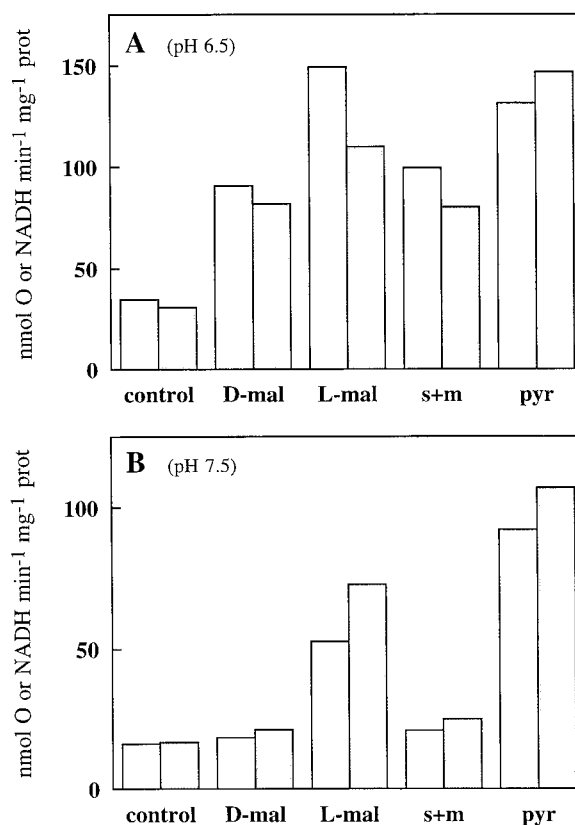 A (pH 6.5)
nmol O or NADH min⁻¹ mg⁻¹ prot
150
100
50
0
control D-mal L-mal s+m pyr
B (pH 7.5)
nmol O or NADH min⁻¹ mg⁻¹ prot
100
50
0
control D-mal L-mal s+m pyr